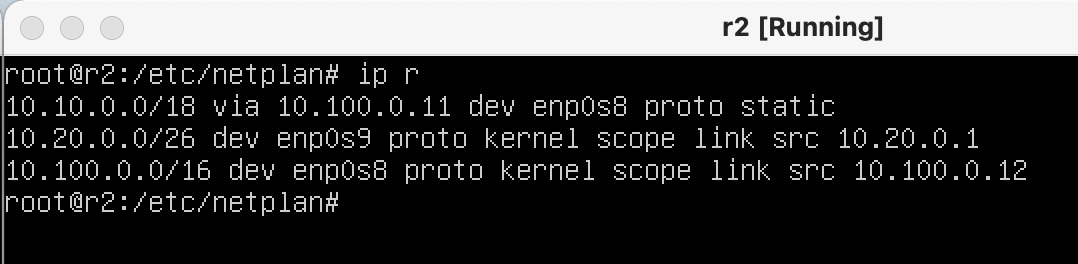 r2 [Running]
root@r2:/etc/netplan# ip r
10.10.0.0/18 via 10.100.0.11 dev enp0s8 proto static
10.20.0.0/26 dev enp0s9 proto kernel scope link src 10.20.0.1
10.100.0.0/16 dev enp0s8 proto kernel scope link src 10.100.0.12
root@r2:/etc/netplan#